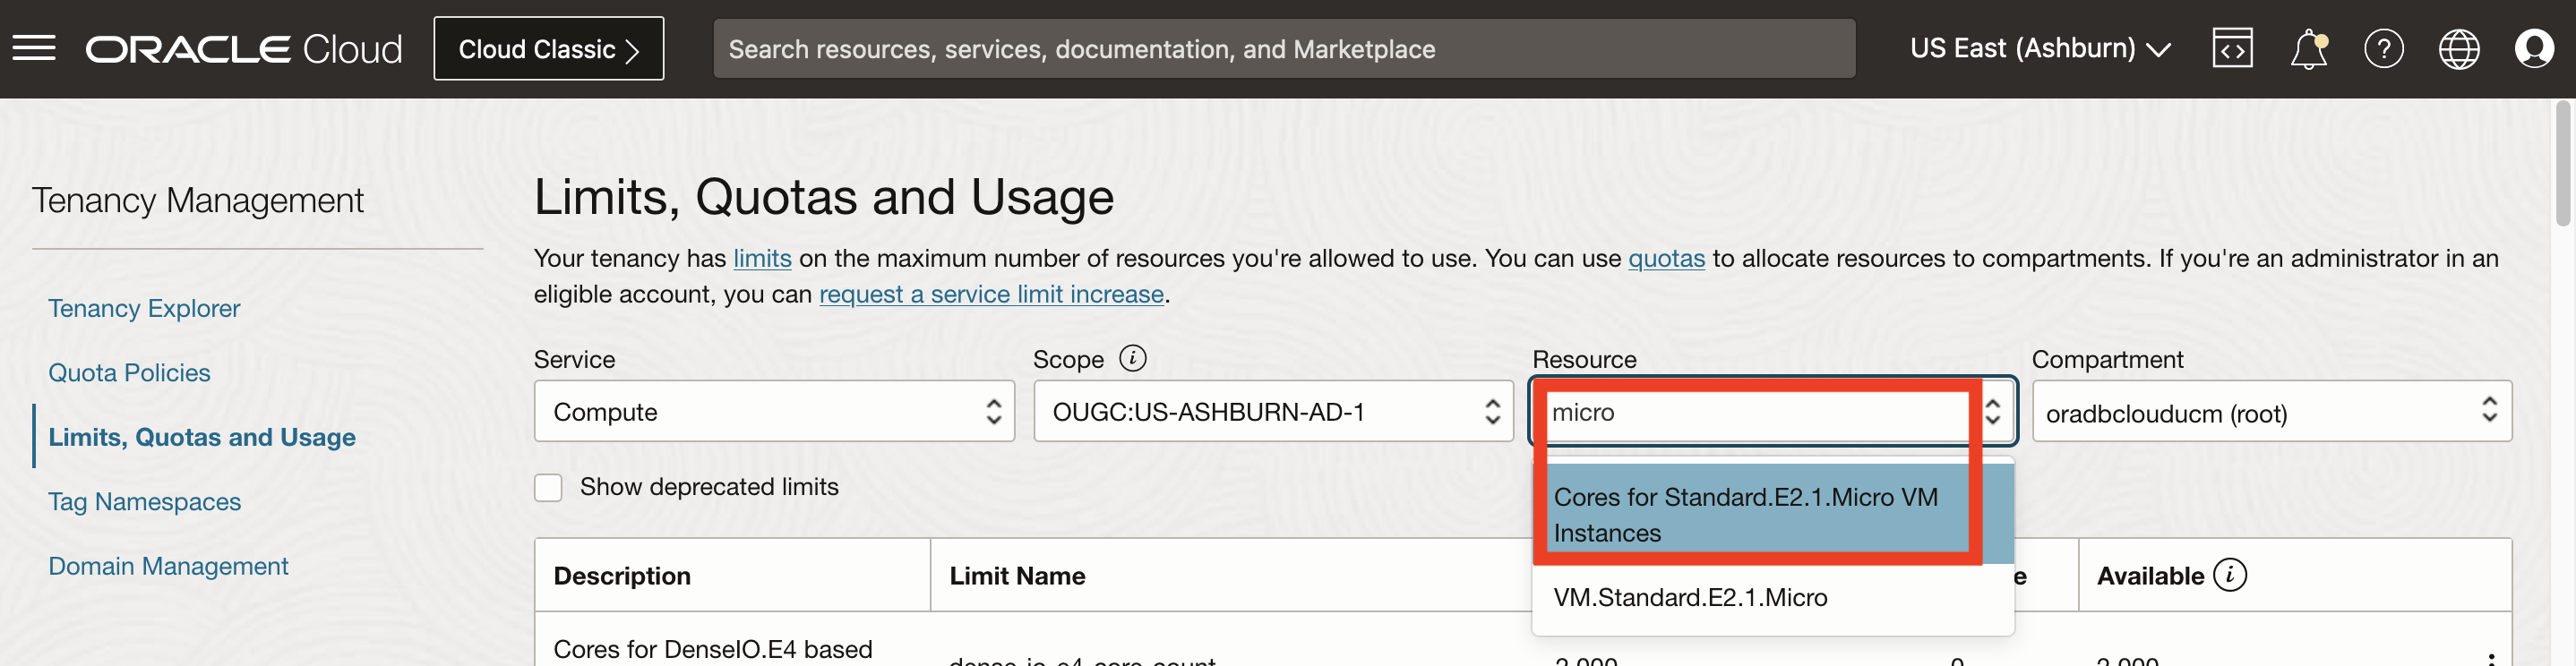 ORACLE Cloud
Cloud Classic
Search resources, services, documentation, and Marketplace
US East (Ashburn)
Tenancy Management
Tenancy Explorer
Quota Policies
Limits, Quotas and Usage
Tag Namespaces
Domain Management
Limits, Quotas and Usage
Your tenancy has limits on the maximum number of resources you're allowed to use. You can use quotas to allocate resources to compartments. If you're an administrator in an
eligible account, you can request a service limit increase.
Service
Compute
Scope
OUGC:US-ASHBURN-AD-1
Resource
micro
Cores for Standard.E2.1.Micro VM
Instances
VM.Standard.E2.1.Micro
Compartment
oradbclouducm (root)
Show deprecated limits
Description Limit Name e Available
Cores for DenseIO.E4 based